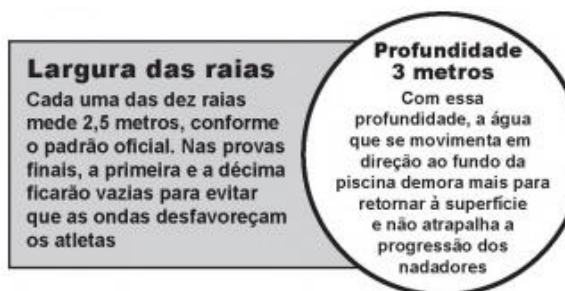 Largura das raias
Cada uma das dez raias
mede 2,5 metros, conforme
o padrão oficial. Nas provas
finais, a primeira e a décima
ficarão vazias para evitar
que as ondas desfavoreçam
os atletas
Profundidade
3 metros
Com essa
profundidade, a água
que se movimenta em
direção ao fundo da
piscina demora mais para
retornar à superfície
e não atrapalha a
progressão dos
nadadores